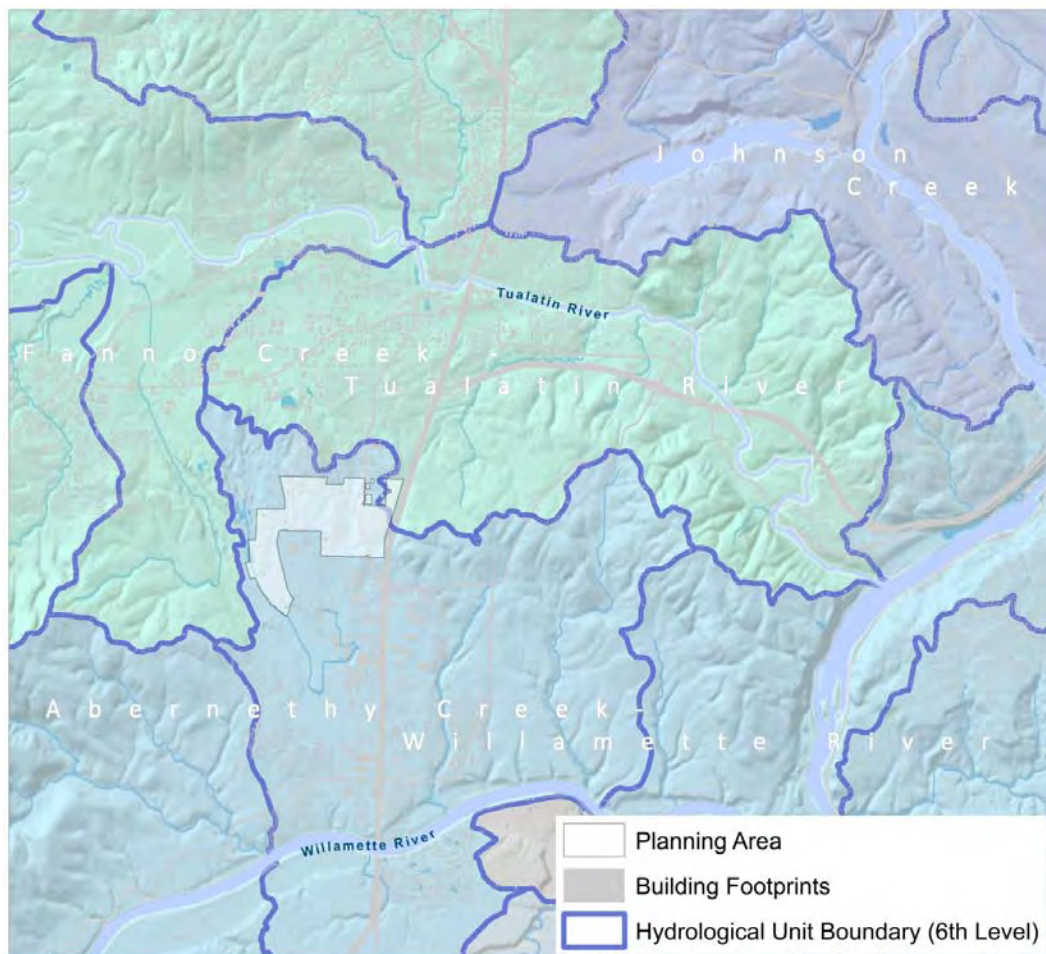 Johnson
Creek
Tualatin River
Fanno Creek -
Tualatin River
Abernethy Creek-
Willamette River
Willamette River
Planning Area
Building Footprints
Hydrological Unit Boundary (6th Level)